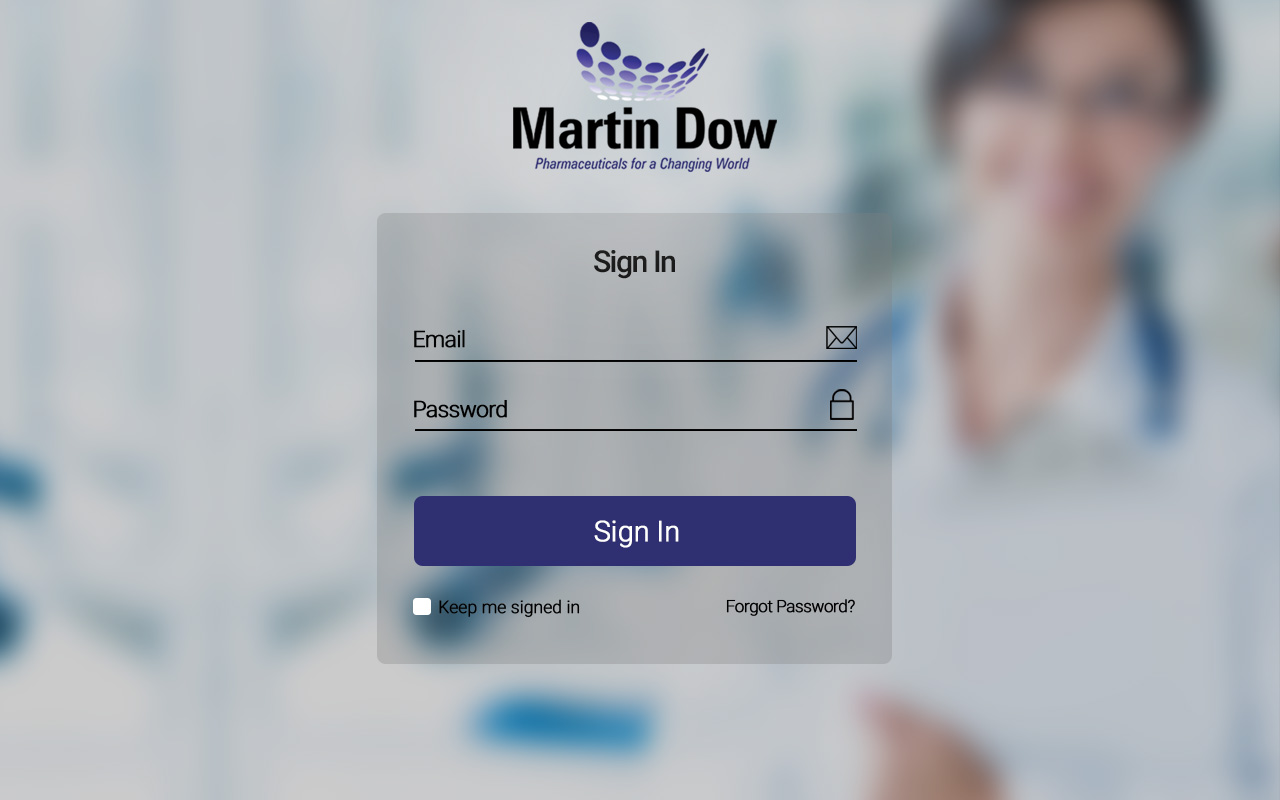 Martin Dow
Pharmaceuticals for a Changing World
Sign In
Email
Password
Sign In
Keep me signed in
Forgot Password?